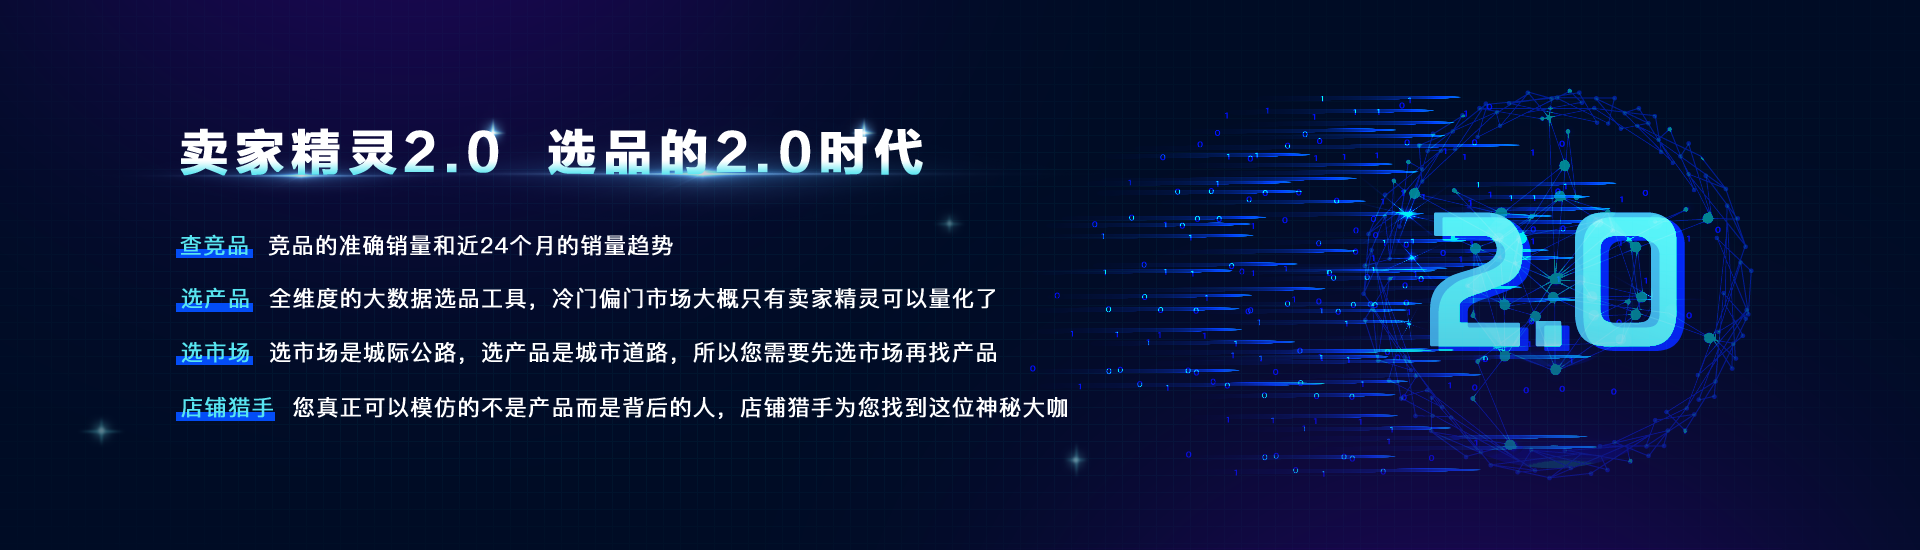 卖家精灵2.0 选品的2.0时代
查竞品 竞品的准确销量和近24个月的销量趋势
选产品 全维度的大数据选品工具，冷门偏门市场大概只有卖家精灵可以量化了
选市场 选市场是城际公路，选产品是城市道路，所以您需要先选市场再找产品
店铺猎手 您真正可以模仿的不是产品而是背后的人，店铺猎手为您找到这位神秘大咖
2.0